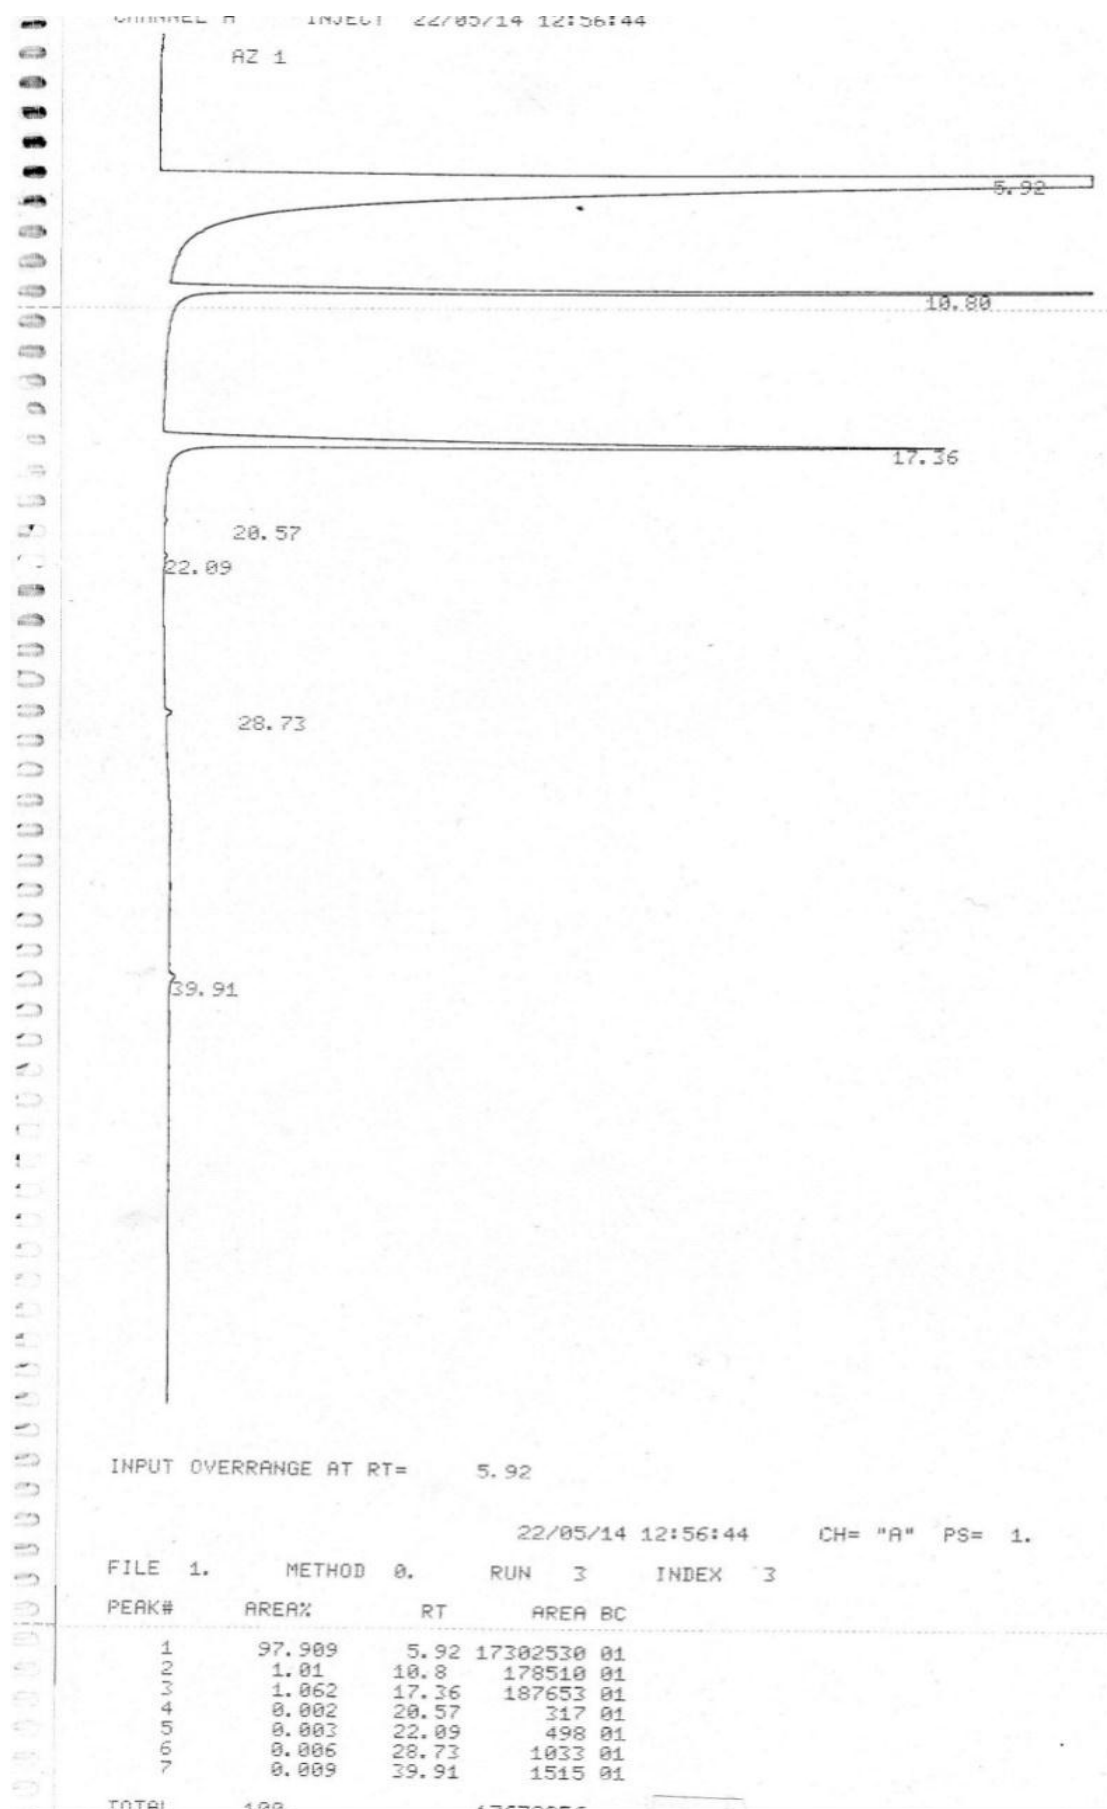 CHANNEL A INJECT 22/05/14 12:56:44
AZ 1
5.92
10.80
17.36
20.57
22.09
28.73
39.91
INPUT OVERRANGE AT RT= 5.92
22/05/14 12:56:44 CH= "A" PS= 1.
FILE 1. METHOD 0. RUN 3 INDEX 3
PEAK# AREA% RT AREA BC
1 97.909 5.92 17302530 01
2 1.01 10.8 178510 01
3 1.062 17.36 187653 01
4 0.002 20.57 317 01
5 0.003 22.09 498 01
6 0.006 28.73 1033 01
7 0.009 39.91 1515 01
TOTAL 100